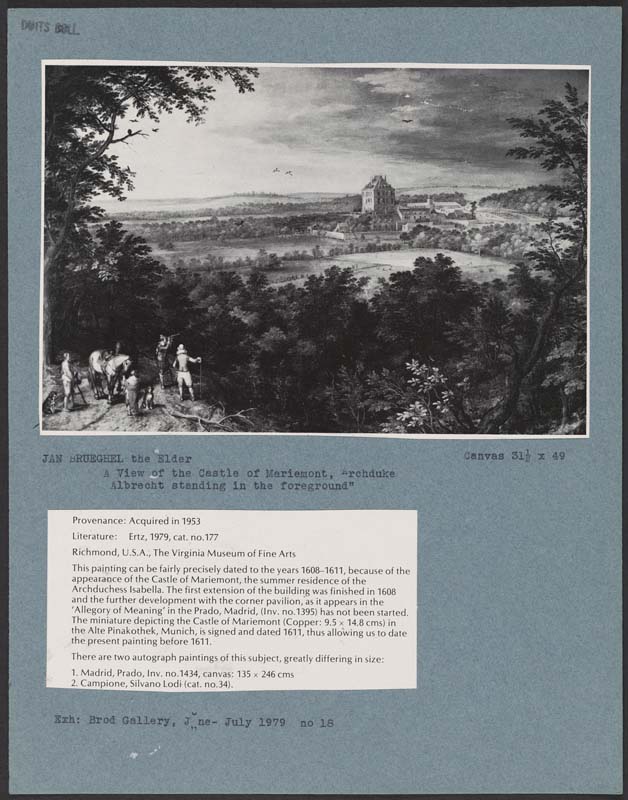 DOUTS COLL
JAN BRUEGHEL the Elder
Canvas 31½ x 49
A View of the Castle of Mariemont, Archduke
Albrecht standing in the foreground"
Provenance: Acquired in 1953
Literature: Ertz, 1979, cat. no.177
Richmond, U.S.A., The Virginia Museum of Fine Arts
This painting can be fairly precisely dated to the years 1608–1611, because of the
appearance of the Castle of Mariemont, the summer residence of the
Archduchess Isabella. The first extension of the building was finished in 1608
and the further development with the corner pavilion, as it appears in the
'Allegory of Meaning' in the Prado, Madrid, (Inv. no.1395) has not been started.
The miniature depicting the Castle of Mariemont (Copper: 9.5 × 14.8 cms) in
the Alte Pinakothek, Munich, is signed and dated 1611, thus allowing us to date
the present painting before 1611.
There are two autograph paintings of this subject, greatly differing in size:
1. Madrid, Prado, Inv. no.1434, canvas: 135 × 246 cms
2. Campione, Silvano Lodi (cat. no.34).
Exh: Brod Gallery, June- July 1979 no 18